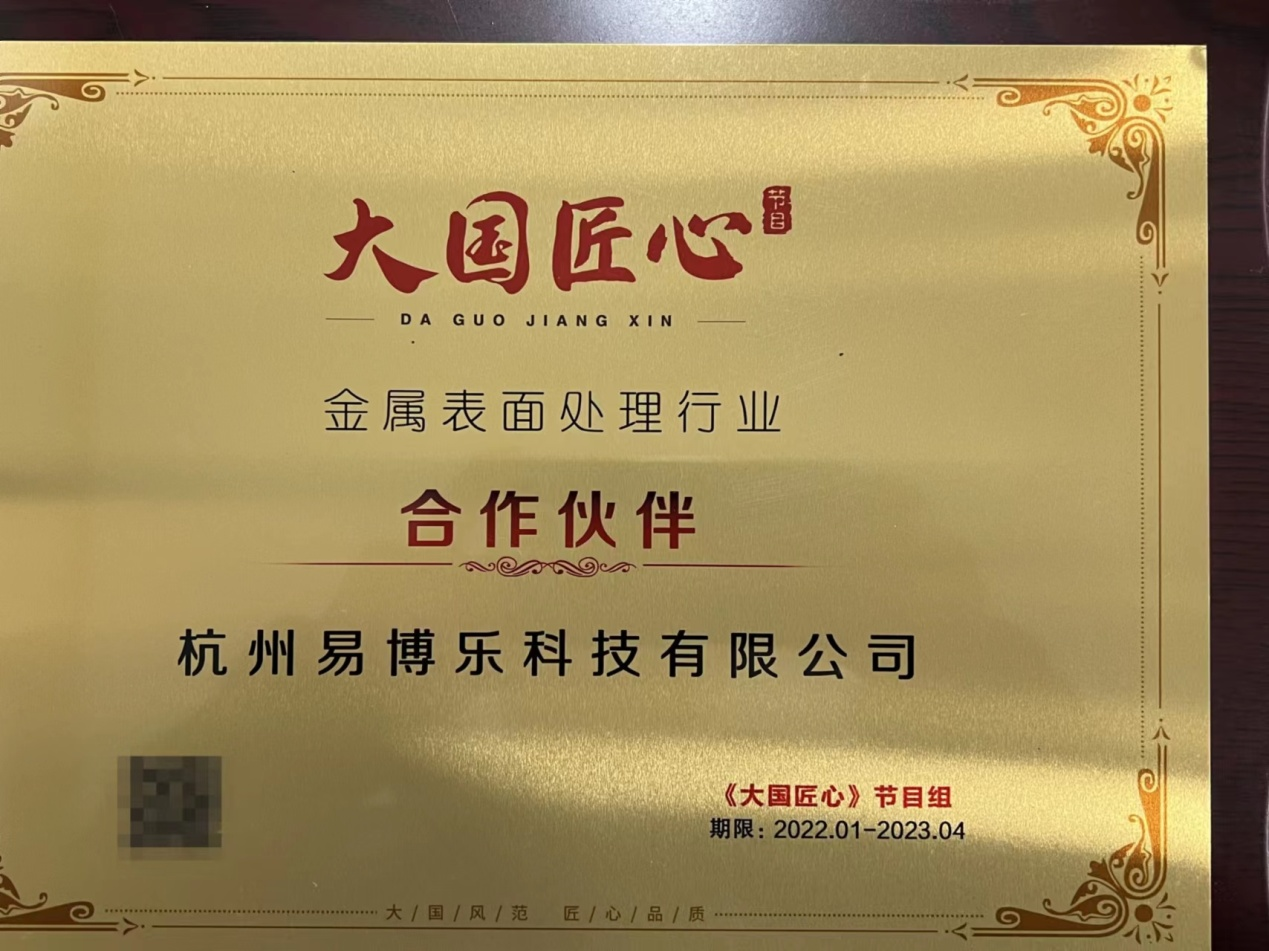 大国匠心 节目
DA GUO JIANG XIN
金属表面处理行业
合作伙伴
杭州易博乐科技有限公司
《大国匠心》节目组
期限：2022.01-2023.04
大/国/风/范 匠/心/品/质